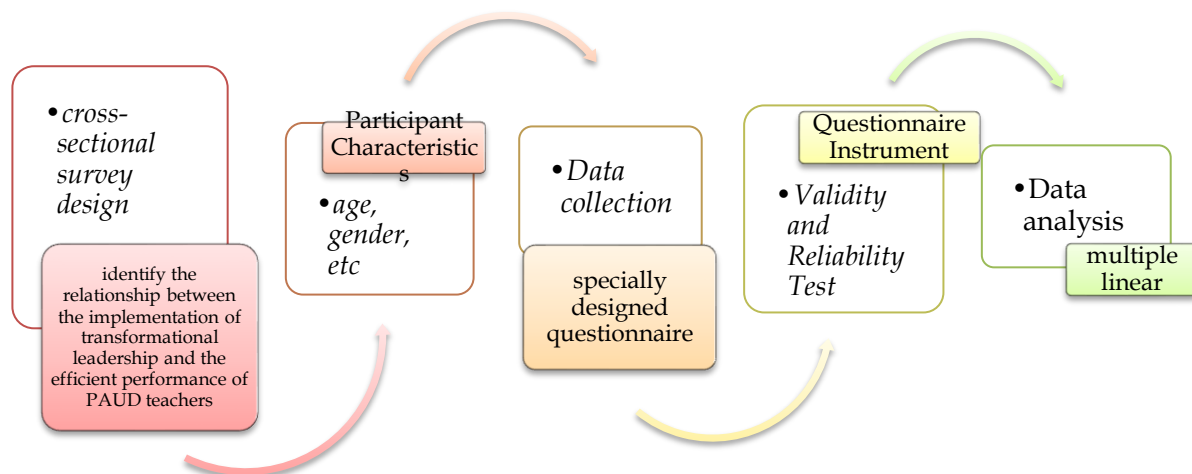 •cross-
sectional
survey
design
identify the
relationship between
the implementation of
transformational
leadership and the
efficient performance of
PAUD teachers
Participant
Characteristic
s
•age,
gender,
etc
•Data
collection
specially
designed
questionnaire
Questionnaire
Instrument
•Validity
and
Reliability
Test
•Data
analysis
multiple
linear